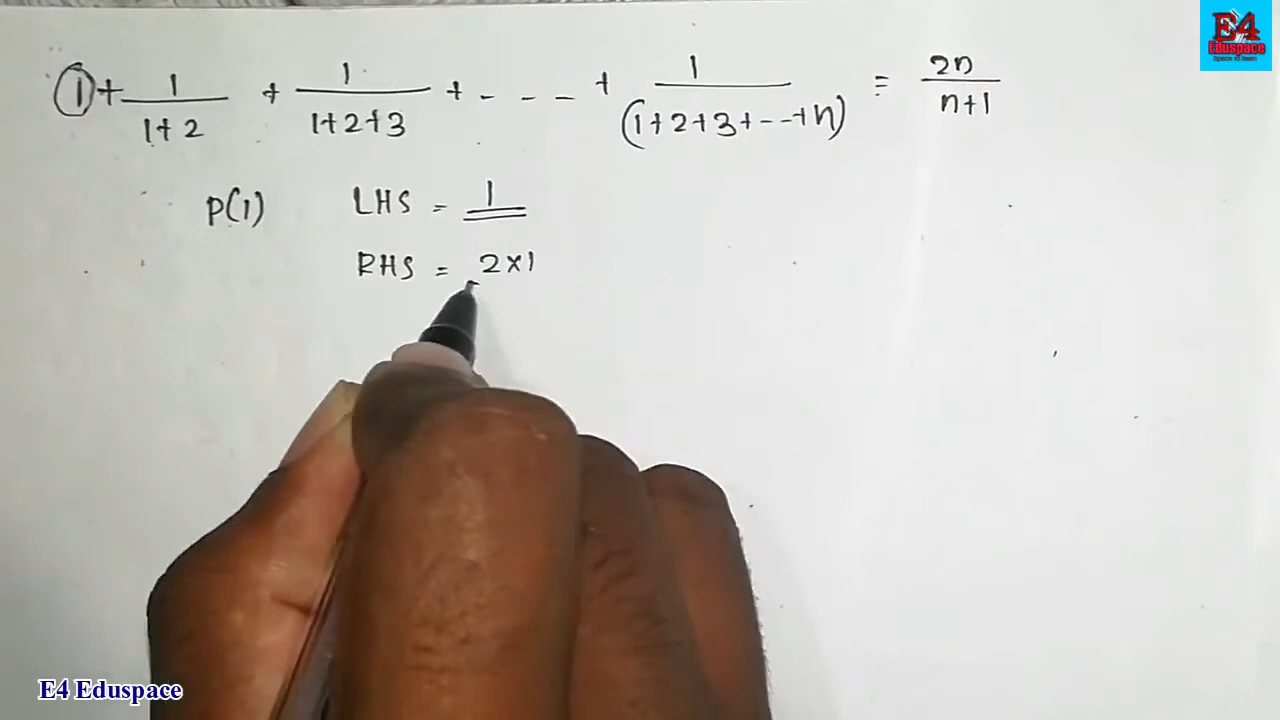 1 + 1/(1+2) + 1/(1+2+3) + - - - + 1/(1+2+3+--+n) = 2n/(n+1)
P(1) LHS = 1
RHS = 2×1
E4
Eduspace
E4 Eduspace